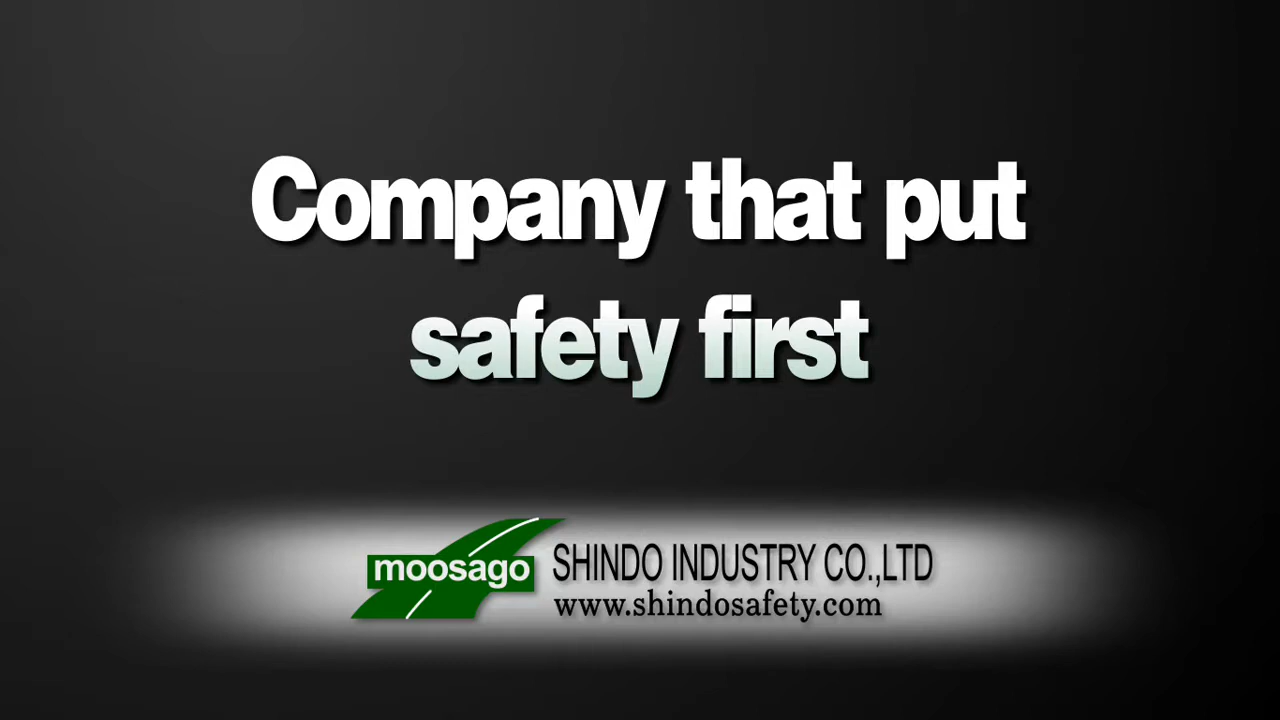 Company that put
safety first
moosago
SHINDO INDUSTRY CO.,LTD
www.shindosafety.com